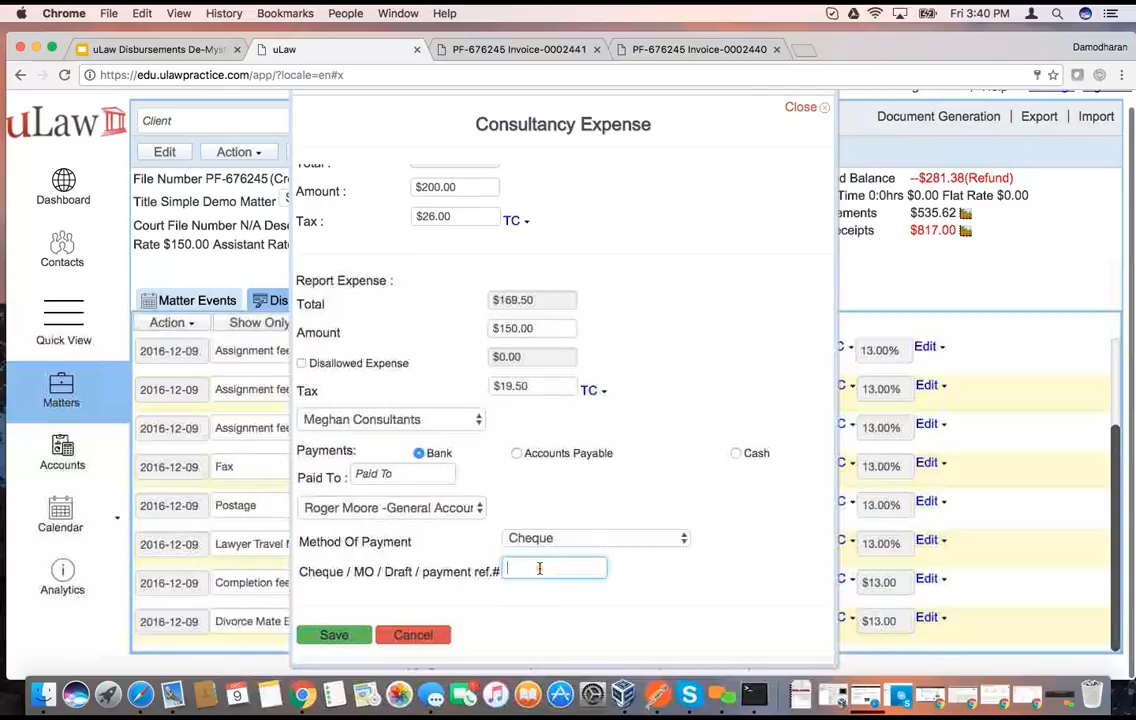 Chrome File Edit View History Bookmarks People Window Help Fri 3:40 PM
uLaw Disbursements De-Mys × uLaw × PF-676245 Invoice-0002441 × PF-676245 Invoice-0002440 × Damodharan
https://edu.ulawpractice.com/app/?locale=en#x
uLaw
Client
Close
Document Generation Export Import
Consultancy Expense
Edit Action
Amount : $200.00
Tax : $26.00 TC
File Number PF-676245(Cr
Title Simple Demo Matter S
Court File Number N/A Des
Rate $150.00 Assistant Rat
d Balance --$281.38(Refund)
Time 0:0hrs $0.00 Flat Rate $0.00
ements $535.62
eceipts $817.00
Dashboard
Contacts
Quick View
Matters
Accounts
Calendar
Analytics
Matter Events Dis
Action Show Only
2016-12-09 Assignment fee
2016-12-09 Assignment fee
2016-12-09 Assignment fee
2016-12-09 Fax
2016-12-09 Postage
2016-12-09 Lawyer Travel M
2016-12-09 Completion fee
2016-12-09 Divorce Mate E
Report Expense :
Total $169.50
Amount $150.00
Disallowed Expense $0.00
Tax $19.50 TC
Meghan Consultants
Payments: Bank Accounts Payable Cash
Paid To : Paid To
Roger Moore -General Accour
Method Of Payment Cheque
Cheque / MO / Draft / payment ref.#
Save Cancel
C 13.00% Edit
C 13.00% Edit
C 13.00% Edit
C 13.00% Edit
C 13.00% Edit
C 13.00% Edit
C $13.00 Edit
C $13.00 Edit